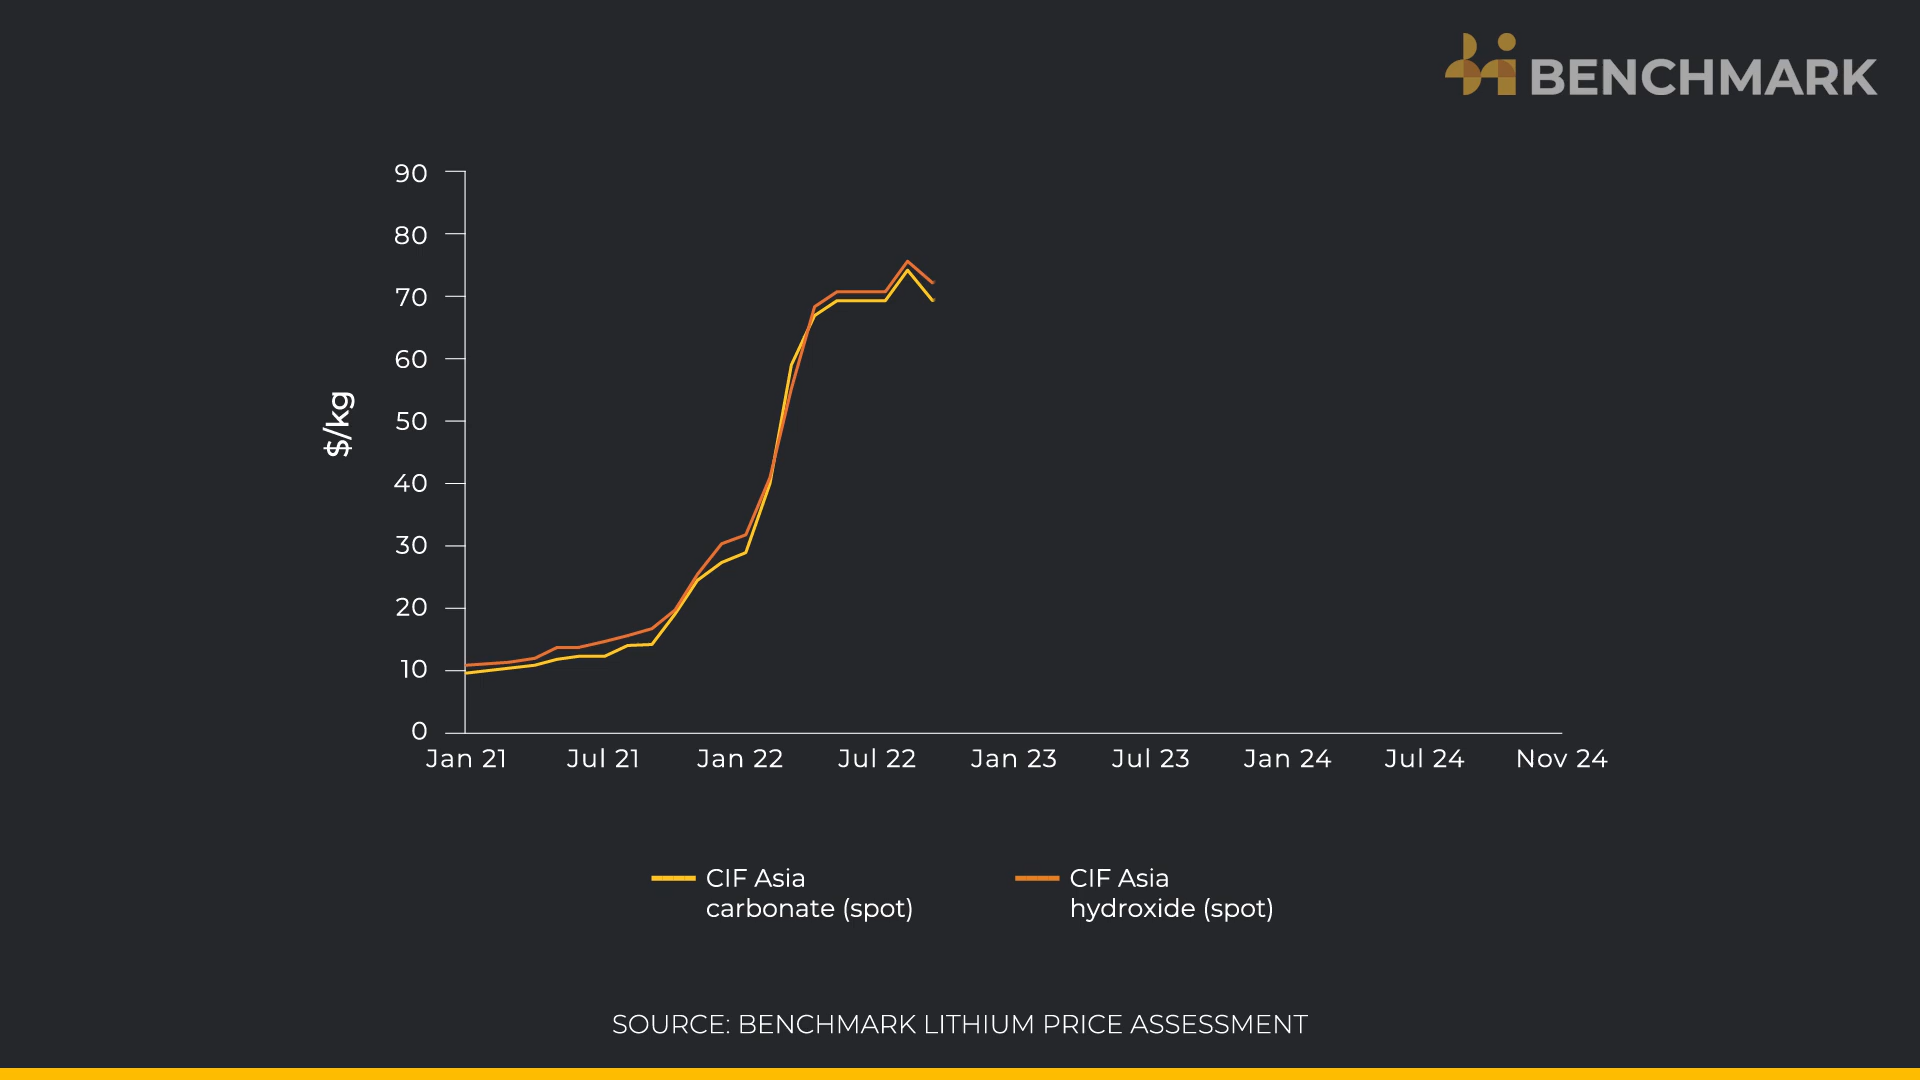 BENCHMARK
90
80
70
60
50
40
30
20
10
0
$/kg
Jan 21 Jul 21 Jan 22 Jul 22 Jan 23 Jul 23 Jan 24 Jul 24 Nov 24
CIF Asia
carbonate (spot)
CIF Asia
hydroxide (spot)
SOURCE: BENCHMARK LITHIUM PRICE ASSESSMENT